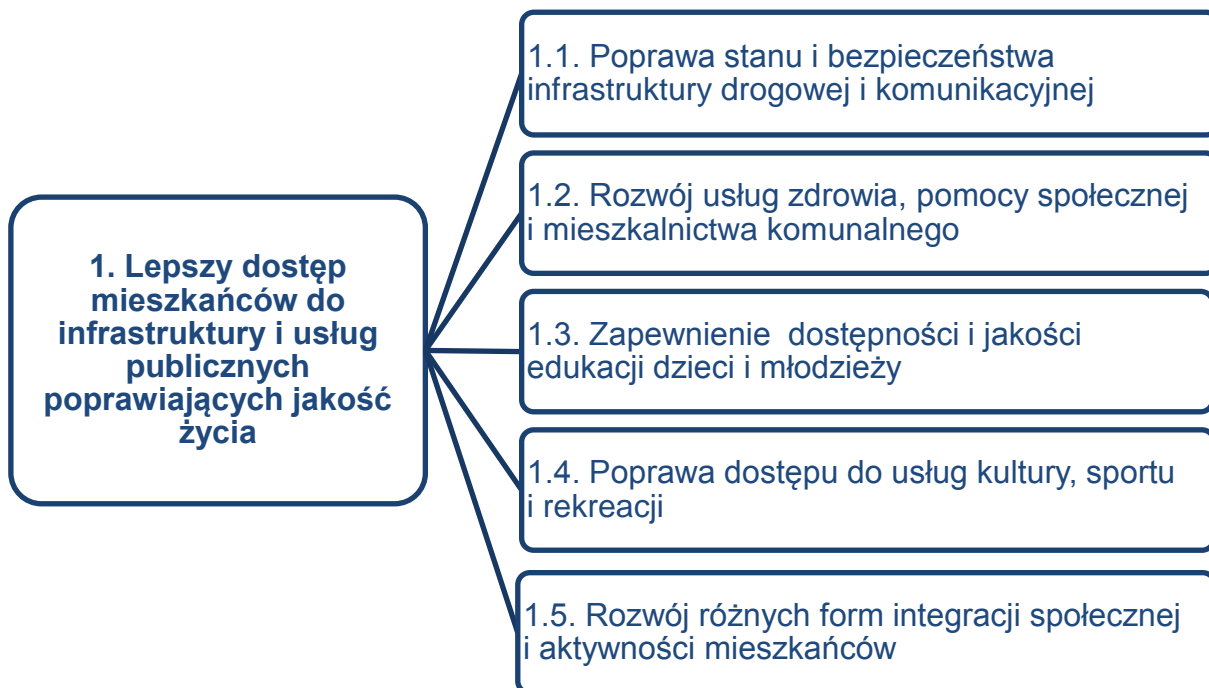 1. Lepszy dostęp
mieszkańców do
infrastruktury i usług
publicznych
poprawiających jakość
życia
1.1. Poprawa stanu i bezpieczeństwa
infrastruktury drogowej i komunikacyjnej
1.2. Rozwój usług zdrowia, pomocy społecznej
i mieszkalnictwa komunalnego
1.3. Zapewnienie  dostępności i jakości
edukacji dzieci i młodzieży
1.4. Poprawa dostępu do usług kultury, sportu
i rekreacji
1.5. Rozwój różnych form integracji społecznej
i aktywności mieszkańców